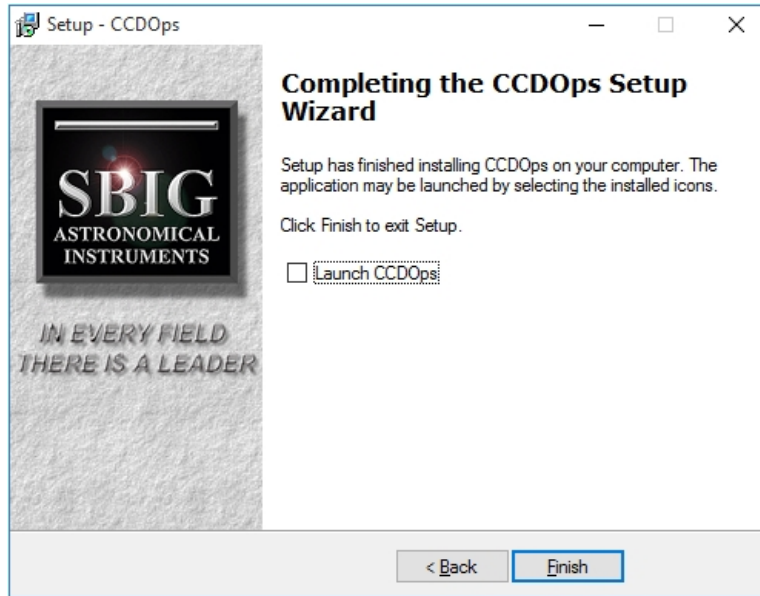 Setup - CCDOps
SBIG
ASTRONOMICAL
INSTRUMENTS
IN EVERY FIELD
THERE IS A LEADER
Completing the CCDOps Setup
Wizard
Setup has finished installing CCDOps on your computer. The
application may be launched by selecting the installed icons.
Click Finish to exit Setup.
Launch CCDOps
< Back
Finish